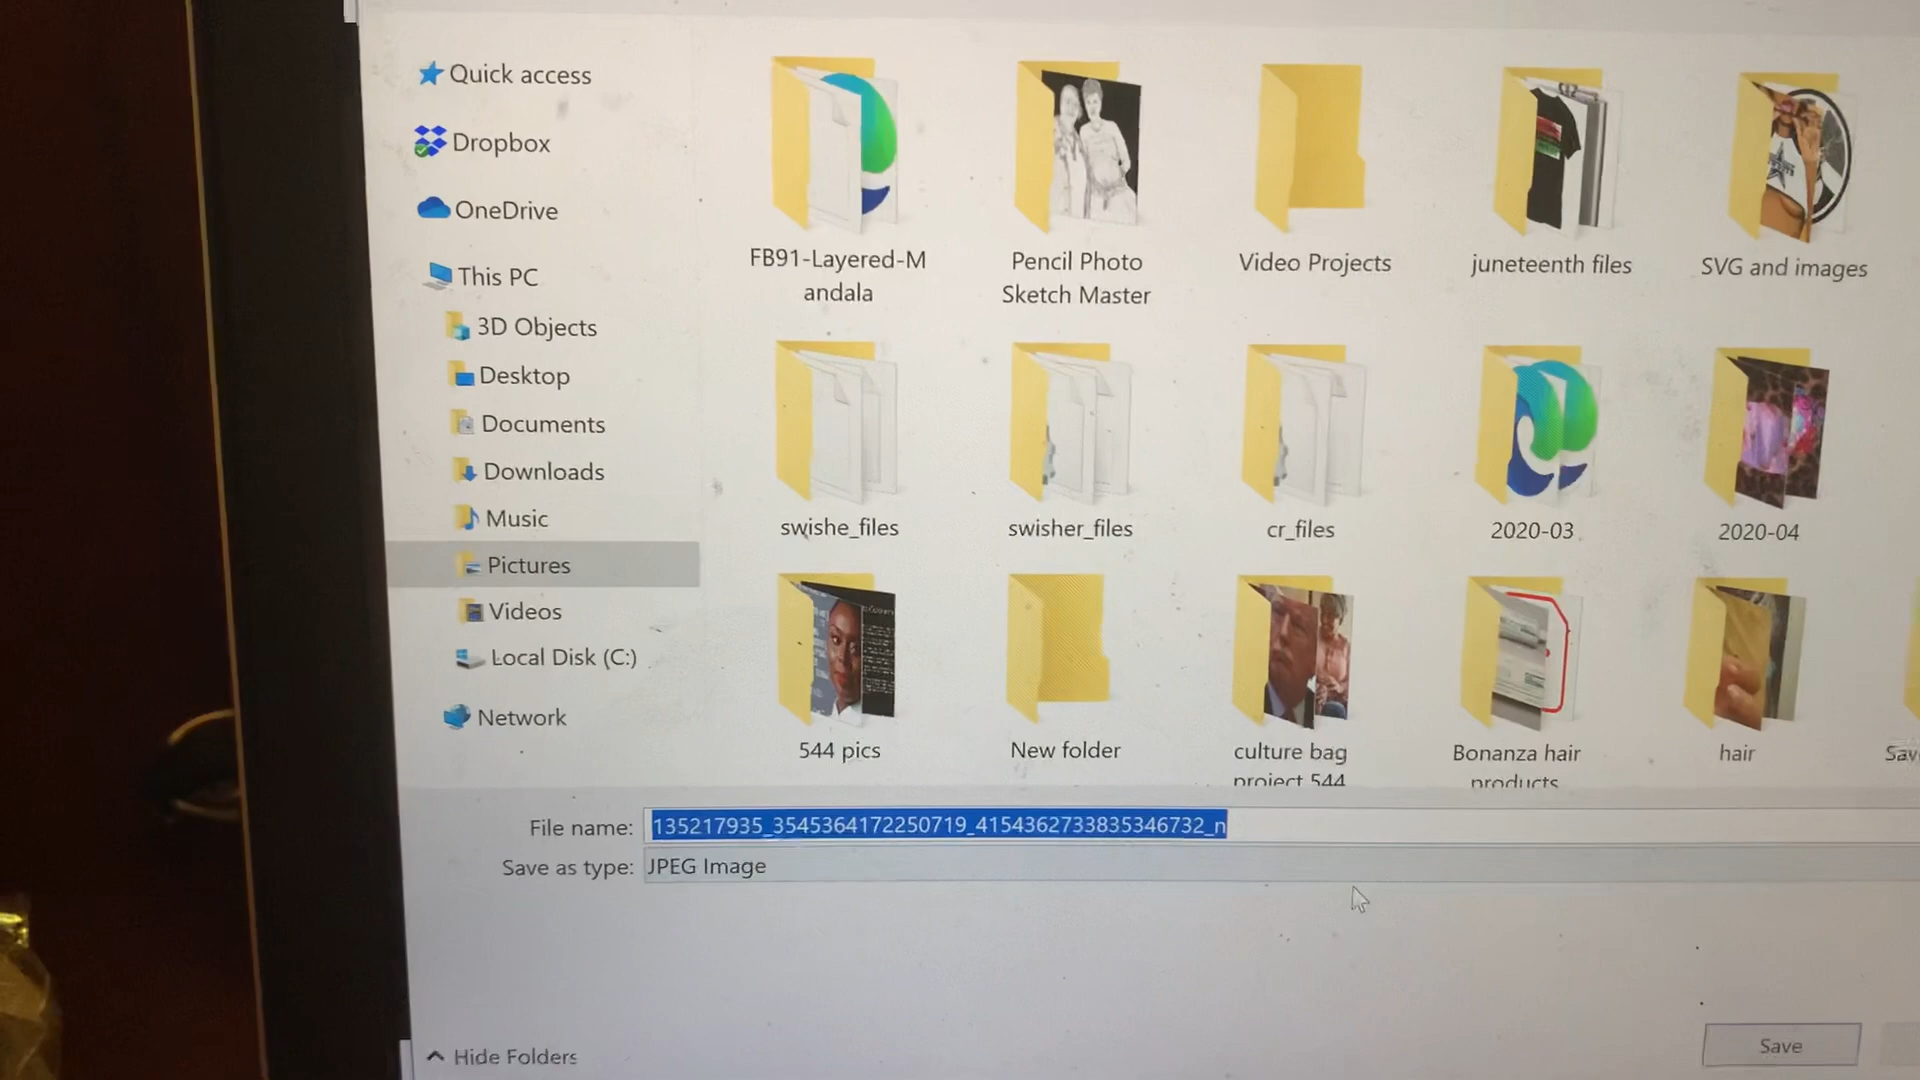 Quick access
Dropbox
OneDrive
This PC
3D Objects
Desktop
Documents
Downloads
Music
Pictures
Videos
Local Disk (C:)
Network
FB91-Layered-M
andala
Pencil Photo
Sketch Master
Video Projects
juneteenth files
SVG and images
swishe_files
swisher_files
cr_files
2020-03
2020-04
544 pics
New folder
culture bag
project 544
Bonanza hair
products
hair
Sav
File name: 135217935_3545364172250719_4154362733835346732_n
Save as type: JPEG Image
Hide Folders
Save